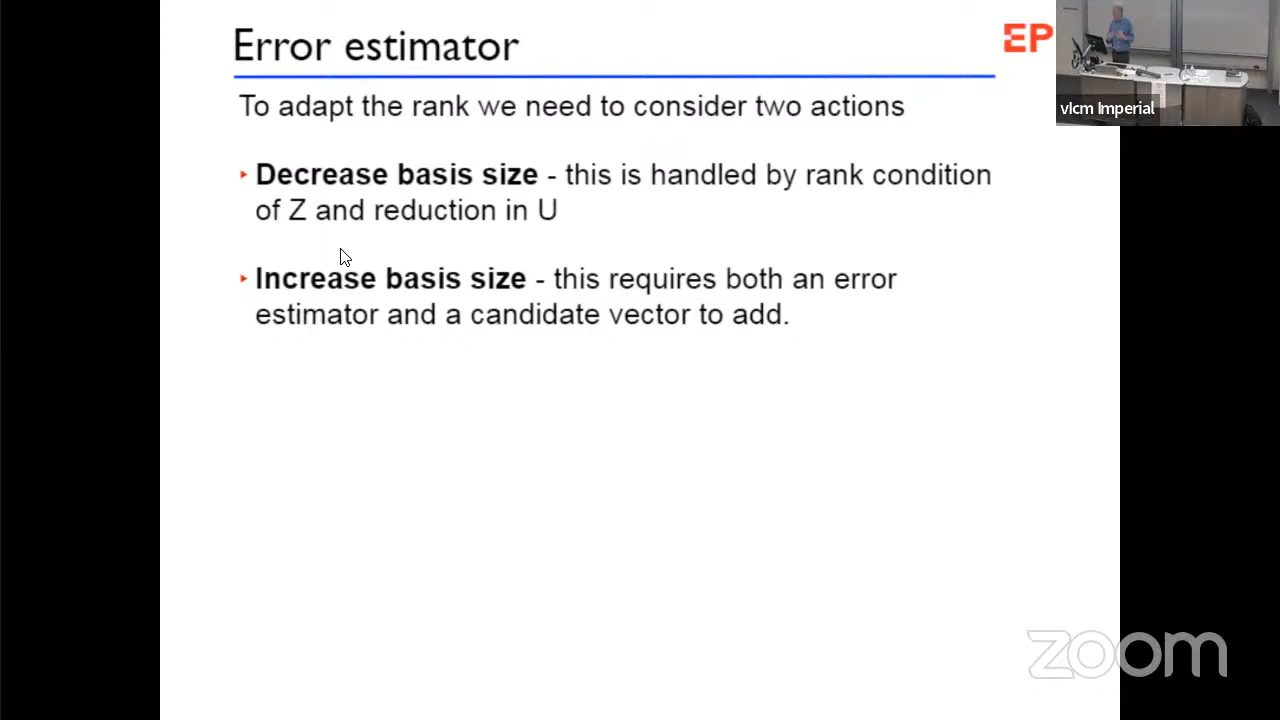 Error estimator
EP
vlcm Imperial
To adapt the rank we need to consider two actions
‣ Decrease basis size - this is handled by rank condition
of Z and reduction in U
‣ Increase basis size - this requires both an error
estimator and a candidate vector to add.
zoom